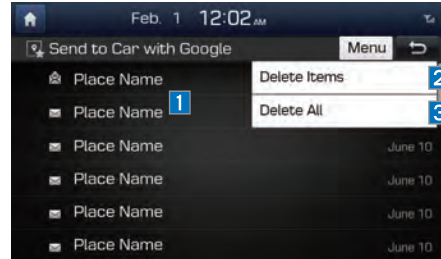 Feb. 1 12:02 AM
Send to Car with Google Menu
Place Name Delete Items 2
Place Name 1 Delete All 3
Place Name June 10
Place Name June 10
Place Name June 10
Place Name June 10